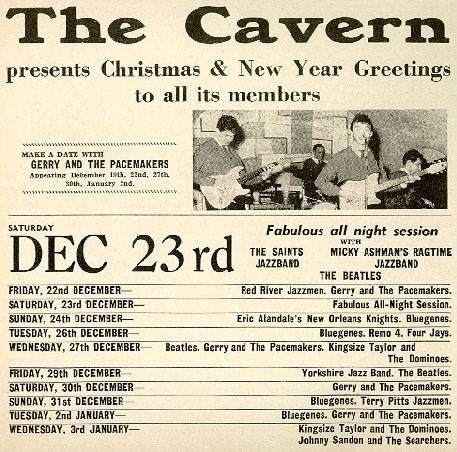 The Cavern
presents Christmas & New Year Greetings
to all its members
MAKE A DATE WITH
GERRY AND THE PACEMAKERS
Appearing December 19th, 22nd, 27th,
30th, January 2nd.
SATURDAY
DEC 23rd
Fabulous all night session
WITH
THE SAINTS JAZZBAND
MICKY ASHMAN'S RAGTIME JAZZBAND
THE BEATLES
FRIDAY, 22nd DECEMBER— Red River Jazzmen. Gerry and the Pacemakers.
SATURDAY, 23rd DECEMBER— Fabulous All-Night Session.
SUNDAY, 24th DECEMBER— Eric Alandale's New Orleans Knights. Bluegenes.
TUESDAY, 26th DECEMBER— Bluegenes. Reno 4. Four Jays.
WEDNESDAY, 27th DECEMBER— Beatles. Gerry and The Pacemakers. Kingsize Taylor and
The Dominoes.
FRIDAY, 29th DECEMBER— Yorkshire Jazz Band. The Beatles.
SATURDAY, 30th DECEMBER— Gerry and The Pacemakers.
SUNDAY, 31st DECEMBER— Bluegenes. Terry Pitts Jazzmen.
TUESDAY, 2nd JANUARY— Bluegenes. Gerry and The Pacemakers.
WEDNESDAY, 3rd JANUARY— Kingsize Taylor and The Dominoes.
Johnny Sandon and The Searchers.